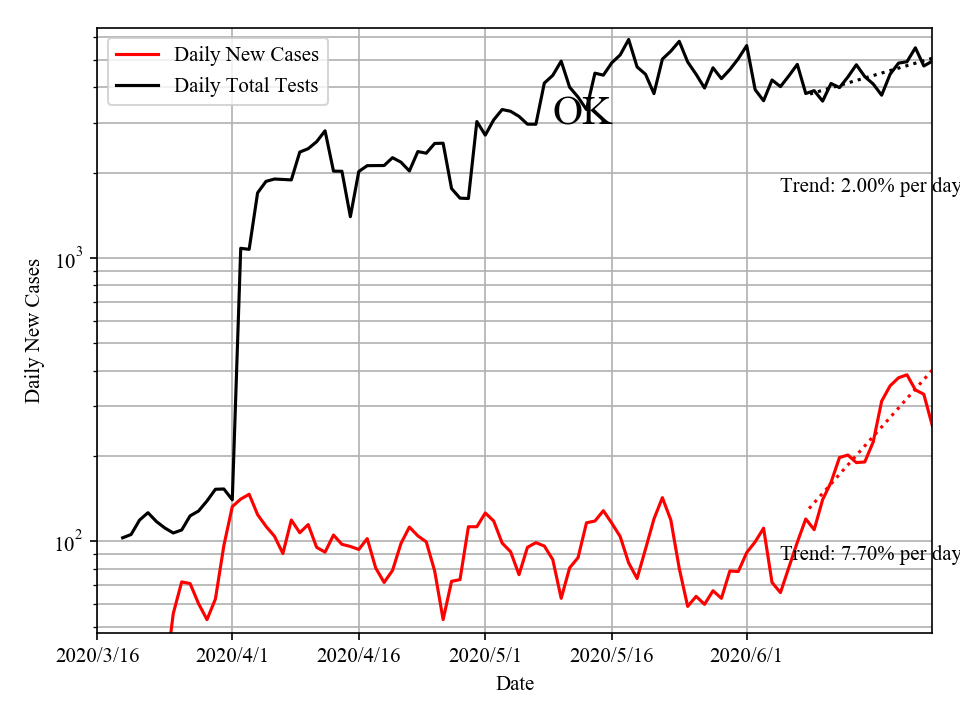 Daily New Cases
Daily Total Tests
OK
Trend: 2.00% per day
10³
Daily New Cases
10²
Trend: 7.70% per day
2020/3/16 2020/4/1 2020/4/16 2020/5/1 2020/5/16 2020/6/1
Date